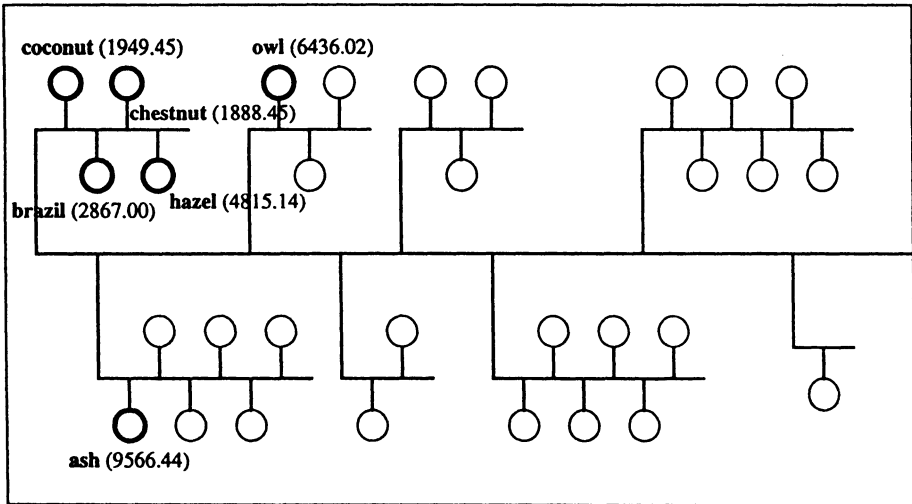 coconut (1949.45)
owl (6436.02)
chestnut (1888.45)
hazel (4815.14)
brazil (2867.00)
ash (9566.44)